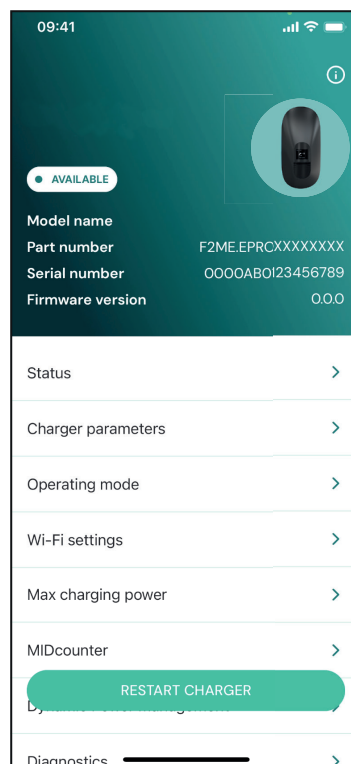 09:41
AVAILABLE
Model name
Part number F2ME.EPRCXXXXXXXX
Serial number 0000AB0123456789
Firmware version 0.0.0
Status
Charger parameters
Operating mode
Wi-Fi settings
Max charging power
MIDcounter
RESTART CHARGER
Diagnostics